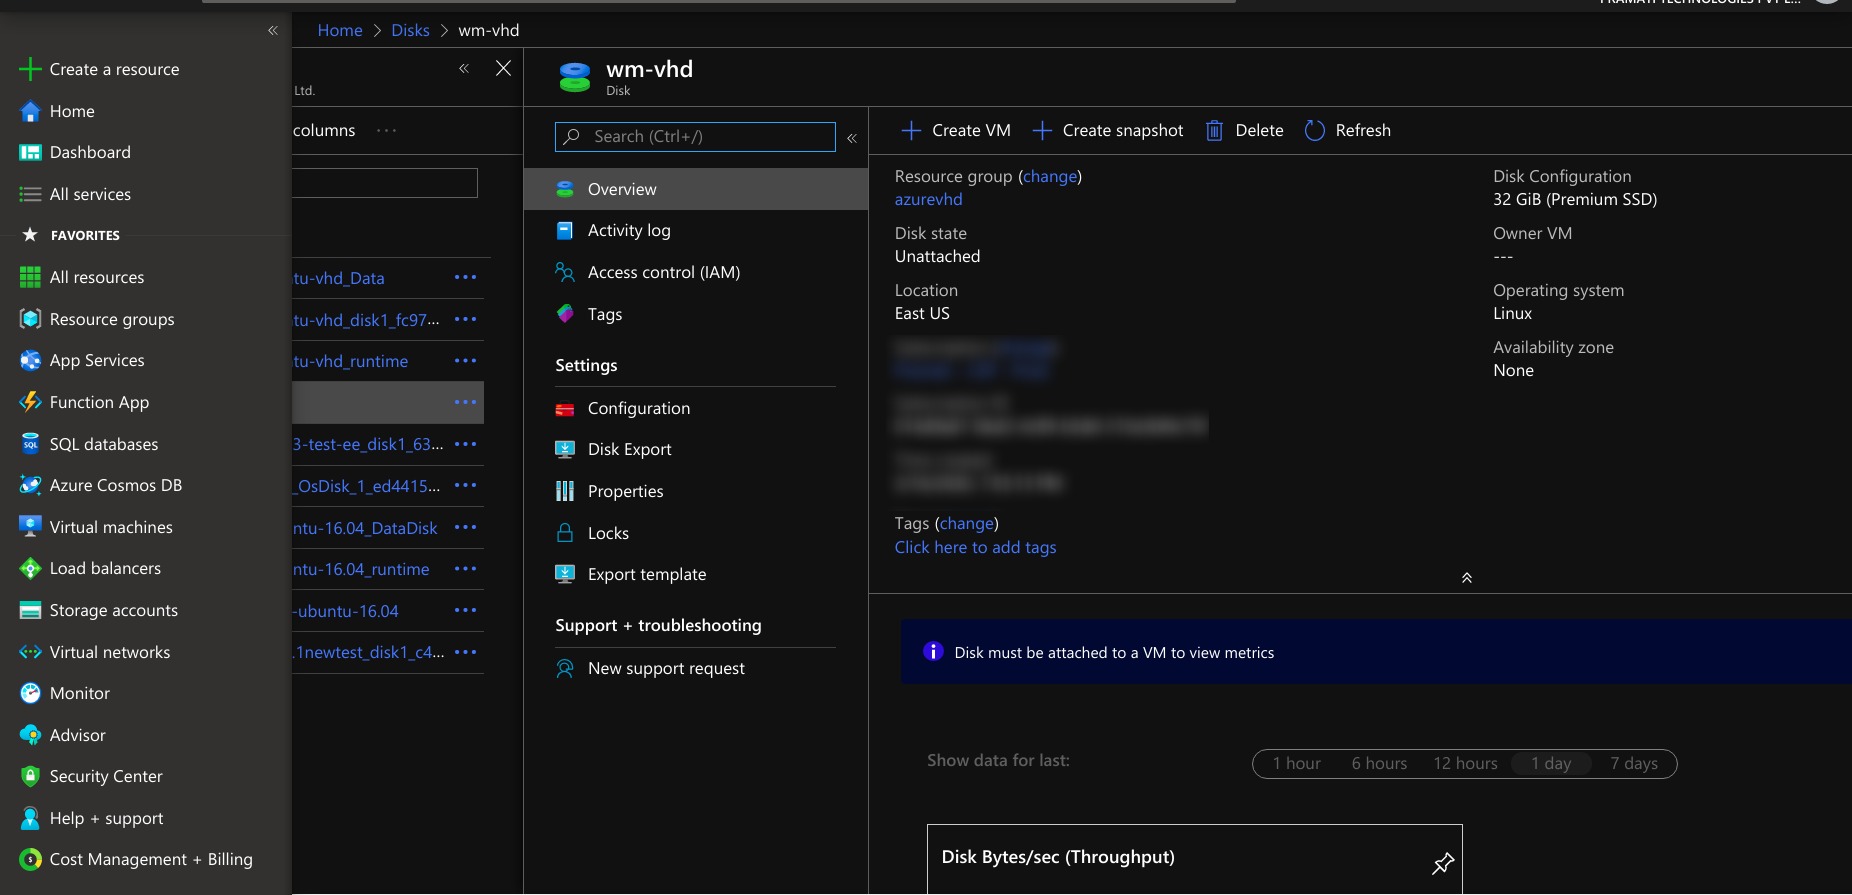 Create a resource
Home
Dashboard
All services
FAVORITES
All resources
Resource groups
App Services
Function App
SQL databases
Azure Cosmos DB
Virtual machines
Load balancers
Storage accounts
Virtual networks
Monitor
Advisor
Security Center
Help + support
Cost Management + Billing
Home > Disks > wm-vhd
Ltd.
columns ...
tu-vhd_Data ...
tu-vhd_disk1_fc97... ...
tu-vhd_runtime ...
...
3-test-ee_disk1_63... ...
_OsDisk_1_ed4415... ...
ntu-16.04_DataDisk ...
ntu-16.04_runtime ...
-ubuntu-16.04 ...
.1newtest_disk1_c4... ...
wm-vhd
Disk
Search (Ctrl+/)
Overview
Activity log
Access control (IAM)
Tags
Settings
Configuration
Disk Export
Properties
Locks
Export template
Support + troubleshooting
New support request
Create VM Create snapshot Delete Refresh
Resource group (change)
azurevhd
Disk state
Unattached
Location
East US
Tags (change)
Click here to add tags
Disk Configuration
32 GiB (Premium SSD)
Owner VM
---
Operating system
Linux
Availability zone
None
Disk must be attached to a VM to view metrics
Show data for last:
1 hour 6 hours 12 hours 1 day 7 days
Disk Bytes/sec (Throughput)